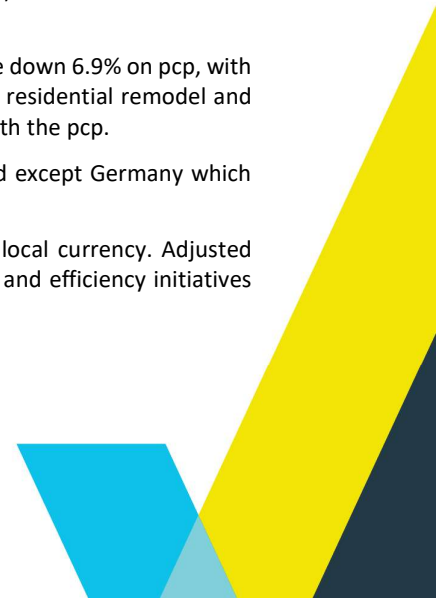 e down 6.9% on pcp, with
residential remodel and
th the pcp.
d except Germany which
local currency. Adjusted
and efficiency initiatives